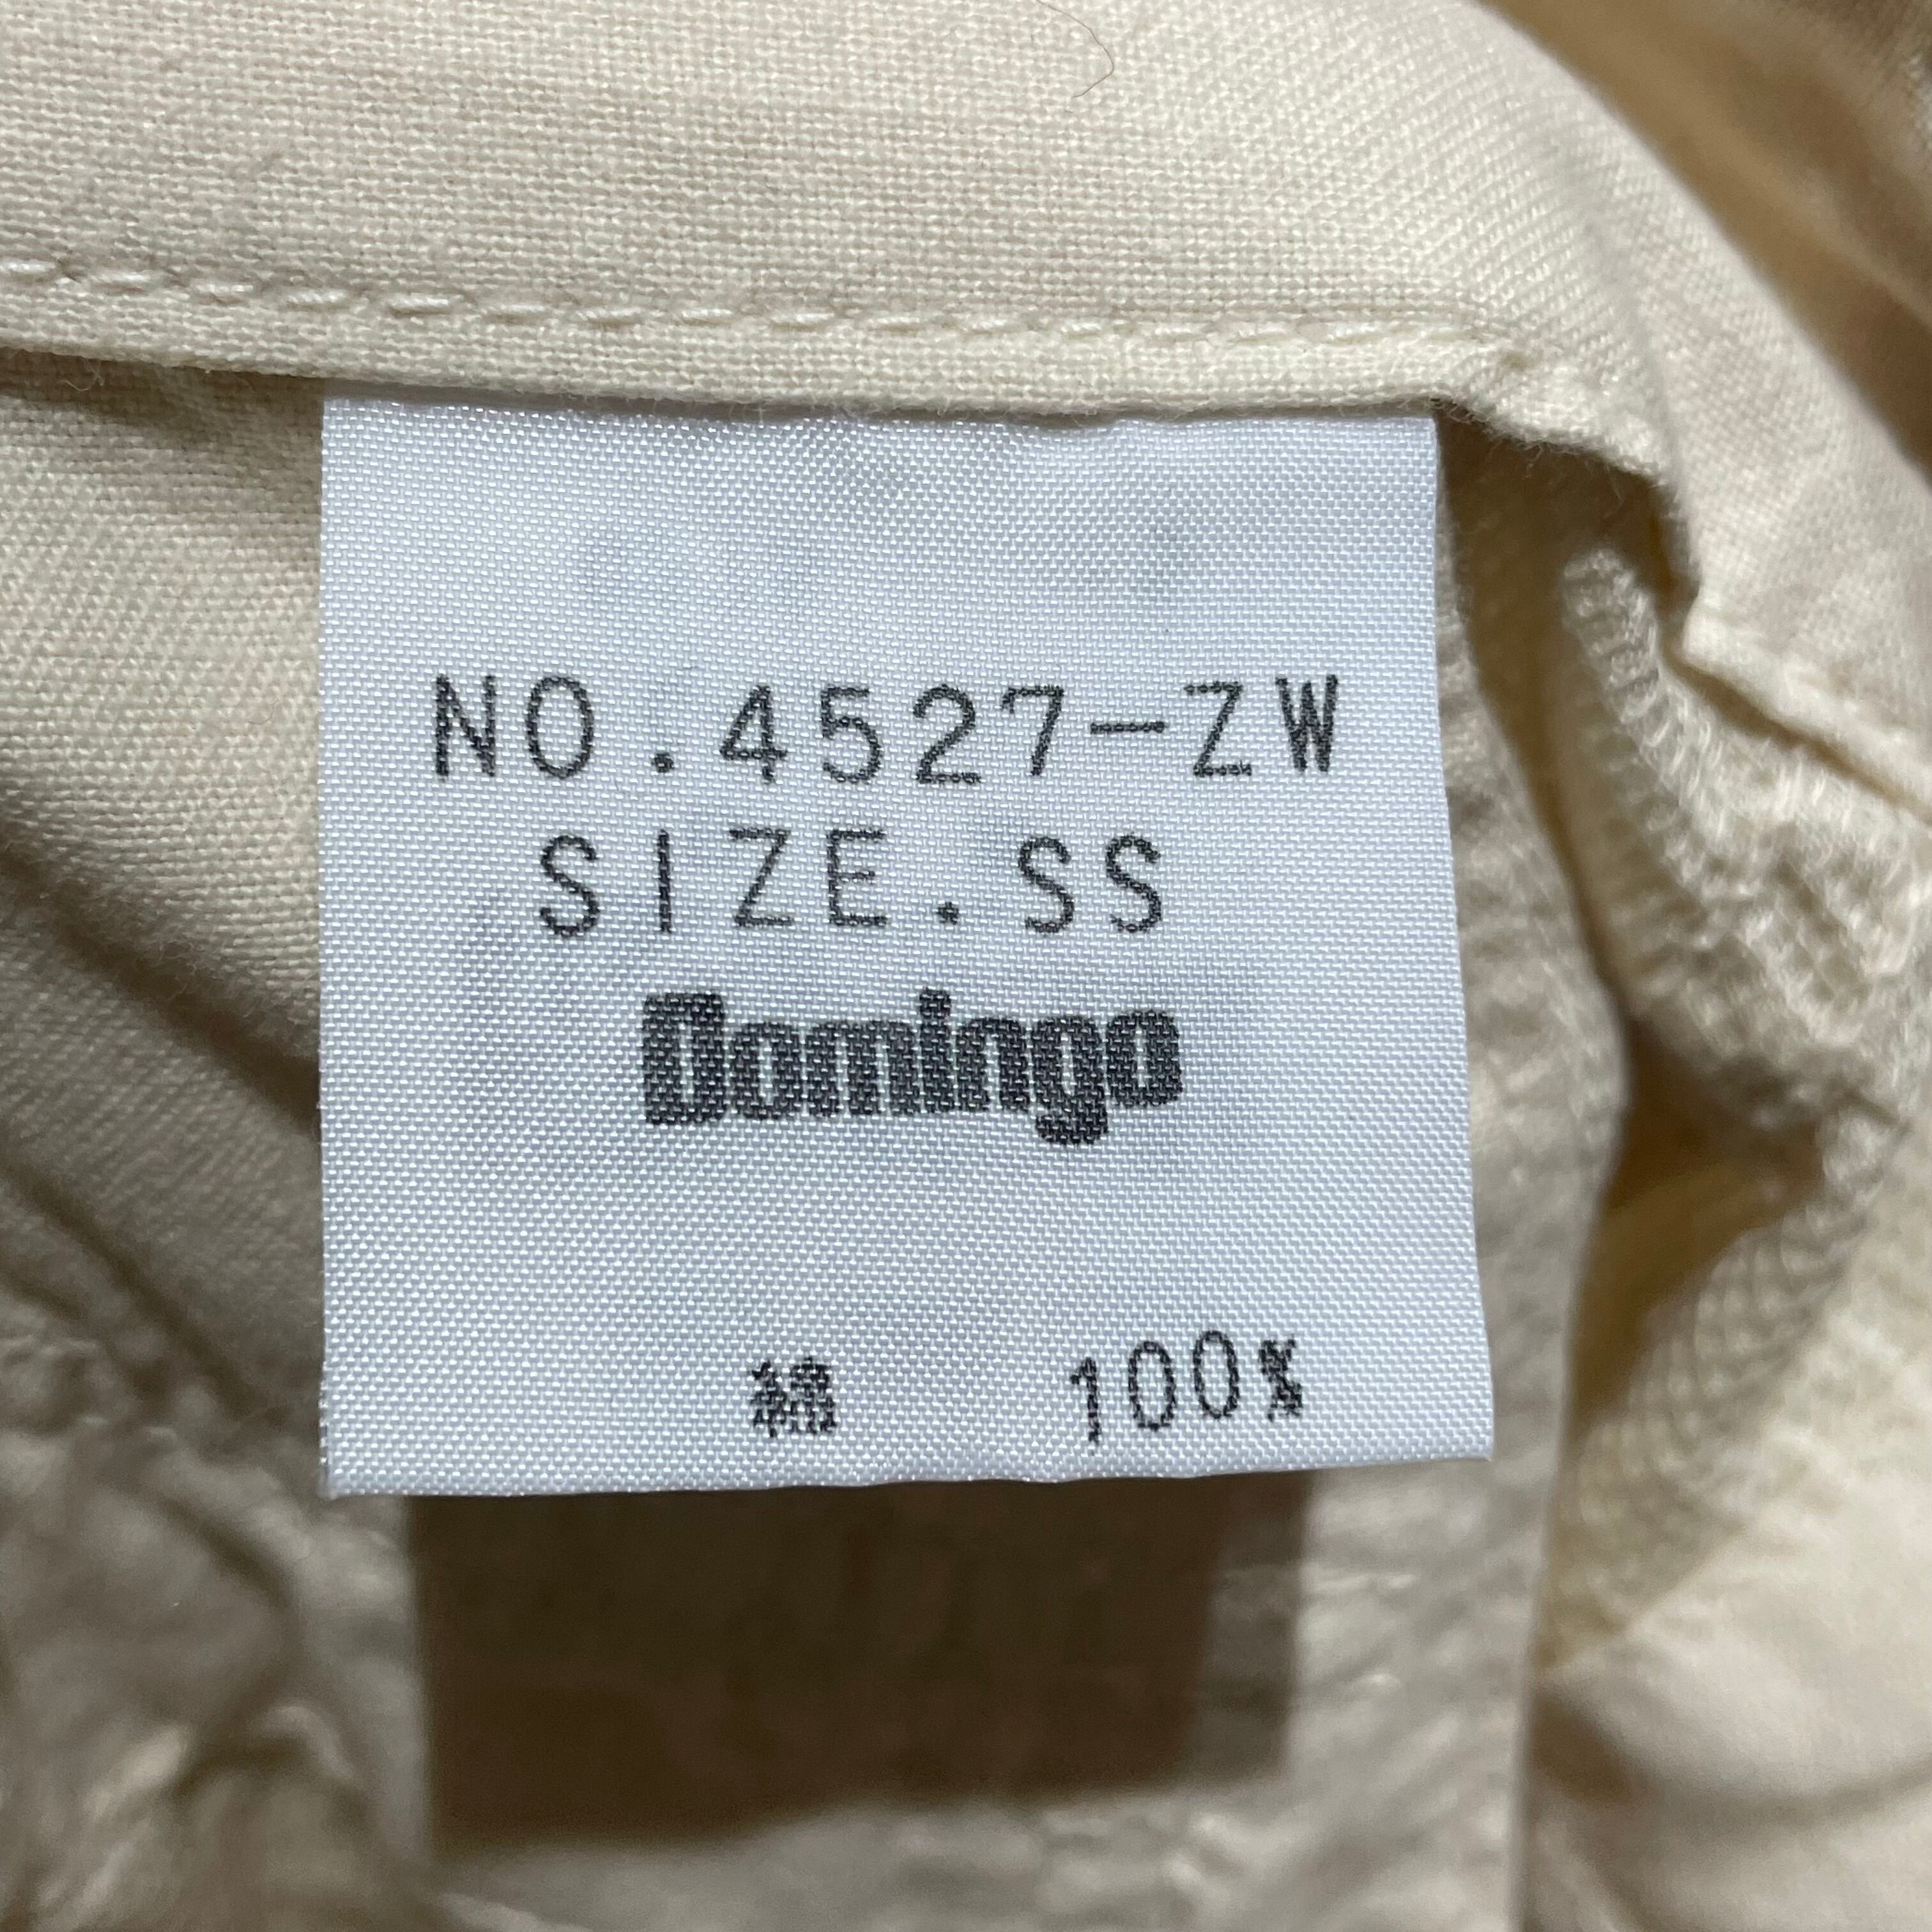 NO.4527-ZW
SIZE.SS
Domingo
綿 100%